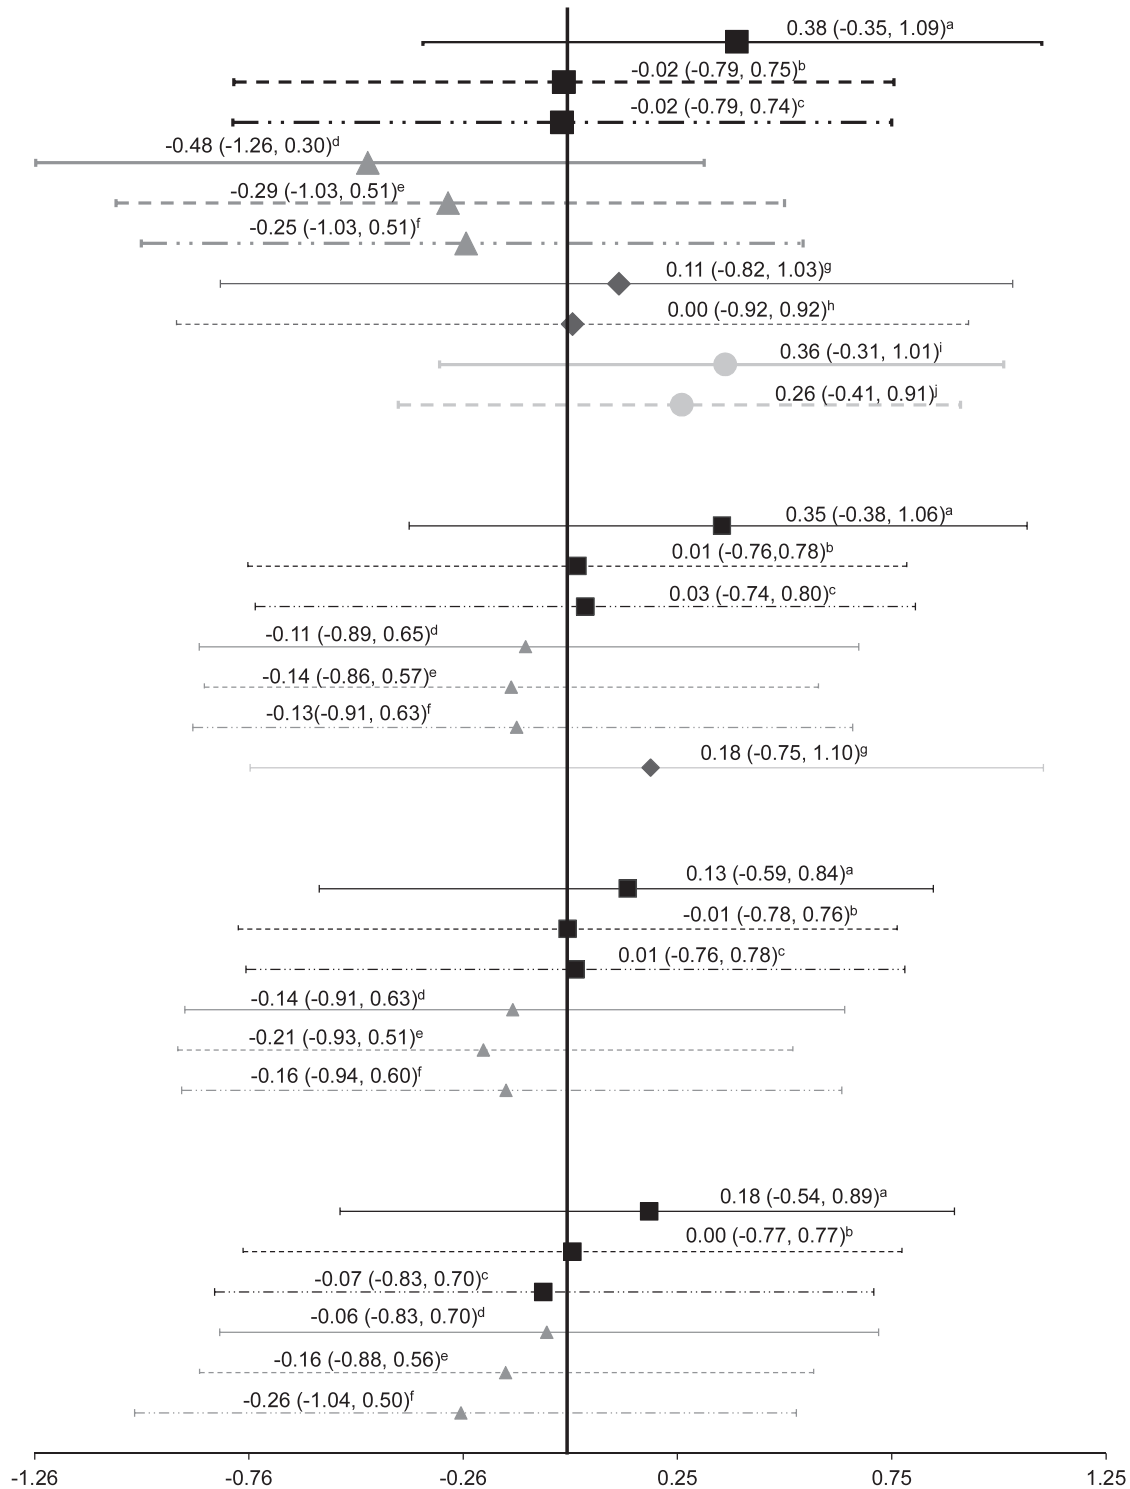 0.38 (-0.35, 1.09)ᵃ
-0.02 (-0.79, 0.75)ᵇ
-0.02 (-0.79, 0.74)ᶜ
-0.48 (-1.26, 0.30)ᵈ
-0.29 (-1.03, 0.51)ᵉ
-0.25 (-1.03, 0.51)ᶠ
0.11 (-0.82, 1.03)ᵍ
0.00 (-0.92, 0.92)ʰ
0.36 (-0.31, 1.01)ⁱ
0.26 (-0.41, 0.91)ʲ
0.35 (-0.38, 1.06)ᵃ
0.01 (-0.76,0.78)ᵇ
0.03 (-0.74, 0.80)ᶜ
-0.11 (-0.89, 0.65)ᵈ
-0.14 (-0.86, 0.57)ᵉ
-0.13(-0.91, 0.63)ᶠ
0.18 (-0.75, 1.10)ᵍ
0.13 (-0.59, 0.84)ᵃ
-0.01 (-0.78, 0.76)ᵇ
0.01 (-0.76, 0.78)ᶜ
-0.14 (-0.91, 0.63)ᵈ
-0.21 (-0.93, 0.51)ᵉ
-0.16 (-0.94, 0.60)ᶠ
0.18 (-0.54, 0.89)ᵃ
0.00 (-0.77, 0.77)ᵇ
-0.07 (-0.83, 0.70)ᶜ
-0.06 (-0.83, 0.70)ᵈ
-0.16 (-0.88, 0.56)ᵉ
-0.26 (-1.04, 0.50)ᶠ
-1.26 -0.76 -0.26 0.25 0.75 1.25